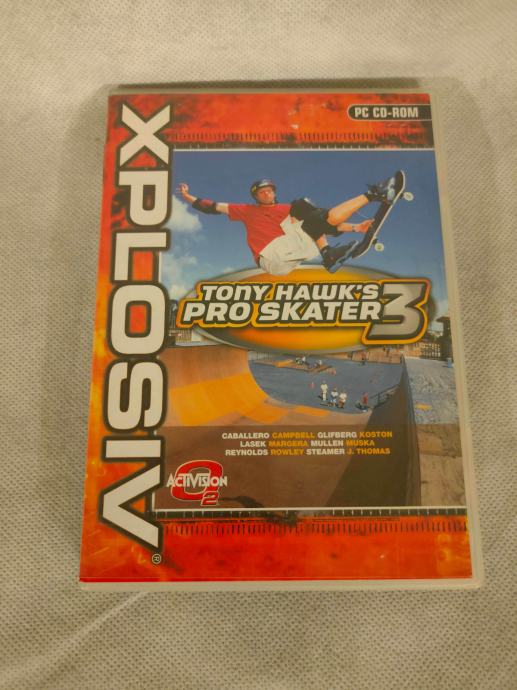 PC CD-ROM
XPLOSIV®
TONY HAWK'S
PRO SKATER 3
CABALLERO CAMPBELL GLIFBERG KOSTON
LASEK MARGERA MULLEN MUSKA
REYNOLDS ROWLEY STEAMER J. THOMAS
ACTIVISION
O2